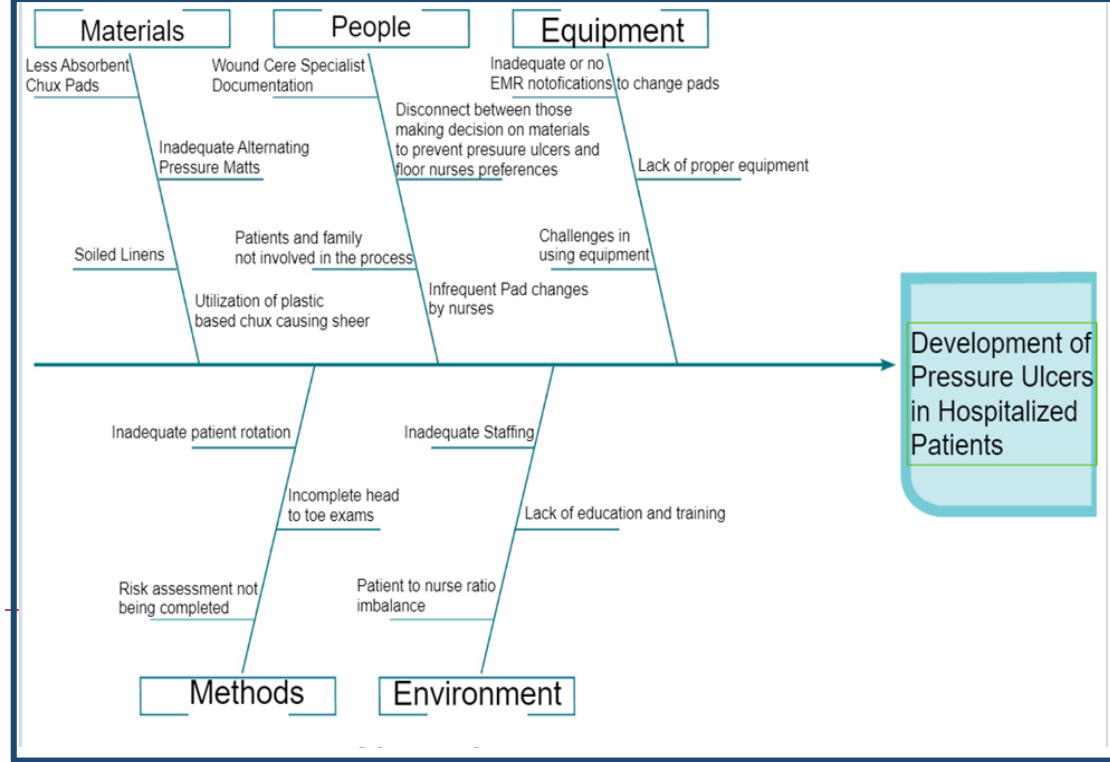 Materials
People
Equipment
Less Absorbent
Chux Pads
Inadequate Alternating
Pressure Matts
Soiled Linens
Utilization of plastic
based chux causing sheer
Wound Cere Specialist
Documentation
Disconnect between those
making decision on materials
to prevent presuure ulcers and
floor nurses preferences
Patients and family
not involved in the process
Infrequent Pad changes
by nurses
Inadequate or no
EMR notofications to change pads
Lack of proper equipment
Challenges in
using equipment
Development of
Pressure Ulcers
in Hospitalized
Patients
Inadequate patient rotation
Incomplete head
to toe exams
Risk assessment not
being completed
Inadequate Staffing
Lack of education and training
Patient to nurse ratio
imbalance
Methods
Environment